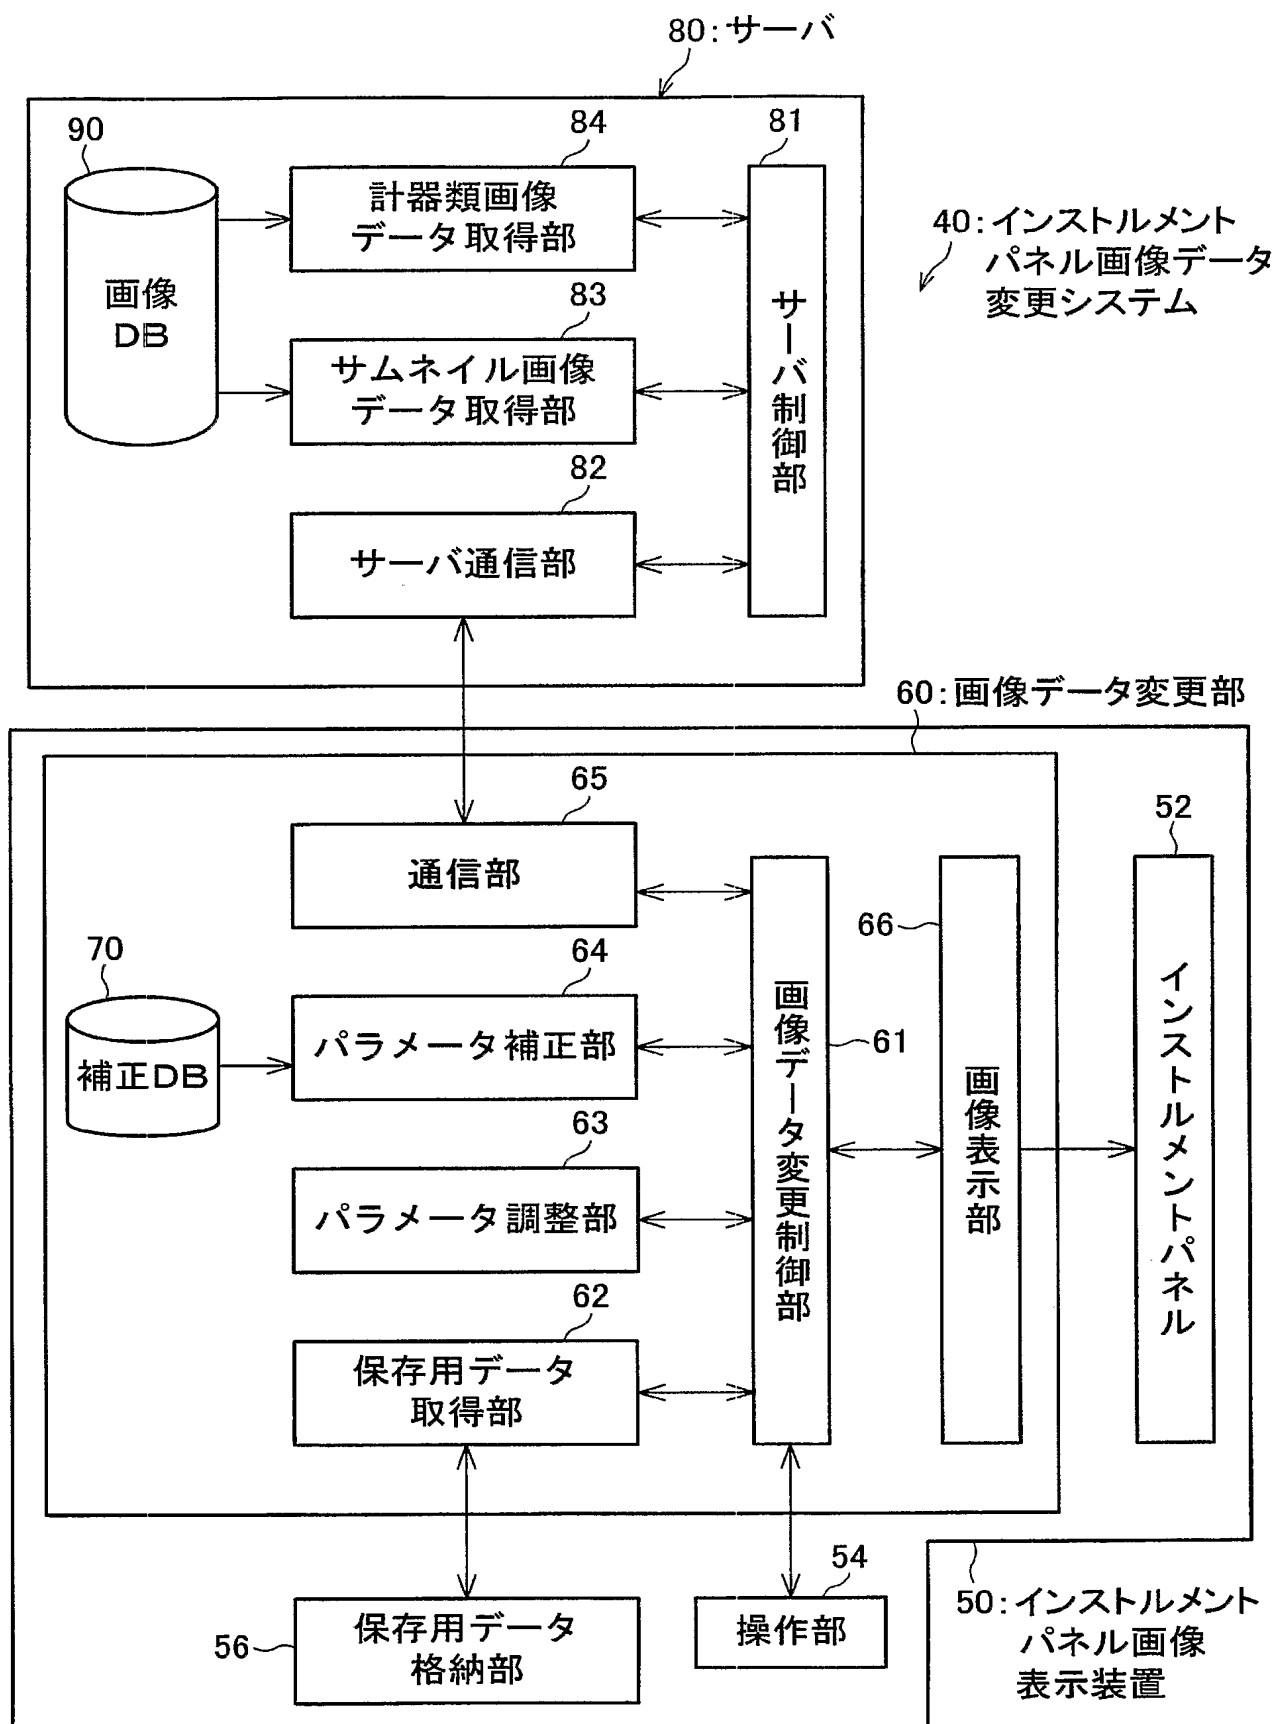 80:サーバ
90
84
81
計器類画像
データ取得部
40:インストルメント
パネル画像データ
変更システム
画像
DB
83
サムネイル画像
データ取得部
サーバ制御部
82
サーバ通信部
60:画像データ変更部
65
通信部
52
66
70
64
補正DB
パラメータ補正部
画像データ変更制御部
61
画像表示部
インストルメントパネル
63
パラメータ調整部
62
保存用データ
取得部
54
操作部
56
保存用データ
格納部
50:インストルメント
パネル画像
表示装置